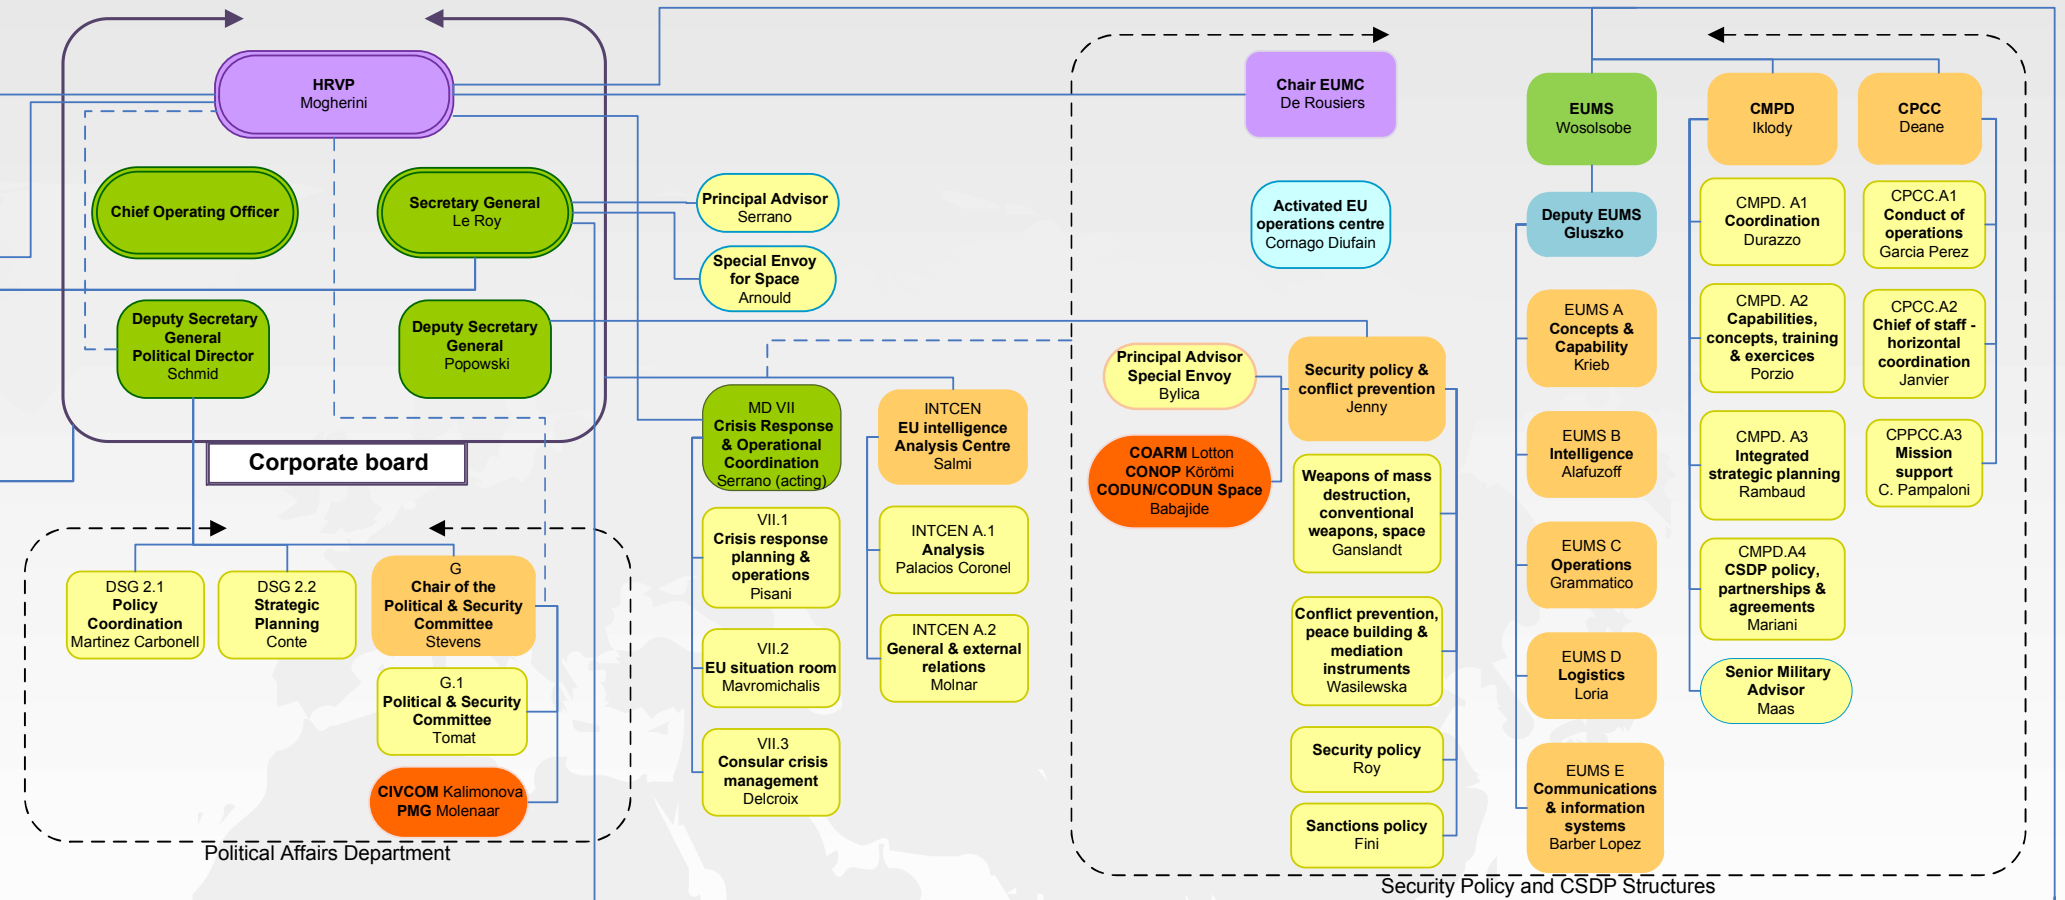 HRVP
Mogherini
Chief Operating Officer
Secretary General
Le Roy
Principal Advisor
Serrano
Special Envoy
for Space
Arnould
Deputy Secretary
General
Political Director
Schmid
Deputy Secretary
General
Popowski
Corporate board
DSG 2.1
Policy
Coordination
Martinez Carbonell
DSG 2.2
Strategic
Planning
Conte
G
Chair of the
Political & Security
Committee
Stevens
G.1
Political & Security
Committee
Tomat
CIVCOM Kalimonova
PMG Molenaar
Political Affairs Department
MD VII
Crisis Response
& Operational
Coordination
Serrano (acting)
VII.1
Crisis response
planning &
operations
Pisani
VII.2
EU situation room
Mavromichalis
VII.3
Consular crisis
management
Delcroix
INTCEN
EU intelligence
Analysis Centre
Salmi
INTCEN A.1
Analysis
Palacios Coronel
INTCEN A.2
General & external
relations
Molnar
Chair EUMC
De Rousiers
Activated EU
operations centre
Cornago Diufain
Principal Advisor
Special Envoy
Bylica
COARM Lotton
CONOP Körömi
CODUN/CODUN Space
Babajide
Security policy &
conflict prevention
Jenny
Weapons of mass
destruction,
conventional
weapons, space
Ganslandt
Conflict prevention,
peace building &
mediation
instruments
Wasilewska
Security policy
Roy
Sanctions policy
Fini
EUMS
Wosolsobe
Deputy EUMS
Gluszko
EUMS A
Concepts &
Capability
Krieb
EUMS B
Intelligence
Alafuzoff
EUMS C
Operations
Grammatico
EUMS D
Logistics
Loria
EUMS E
Communications
& information
systems
Barber Lopez
CMPD
Iklody
CMPD. A1
Coordination
Durazzo
CMPD. A2
Capabilities,
concepts, training
& exercices
Porzio
CMPD. A3
Integrated
strategic planning
Rambaud
CMPD.A4
CSDP policy,
partnerships &
agreements
Mariani
Senior Military
Advisor
Maas
CPCC
Deane
CPCC.A1
Conduct of
operations
Garcia Perez
CPCC.A2
Chief of staff -
horizontal
coordination
Janvier
CPPCC.A3
Mission
support
C. Pampaloni
Security Policy and CSDP Structures